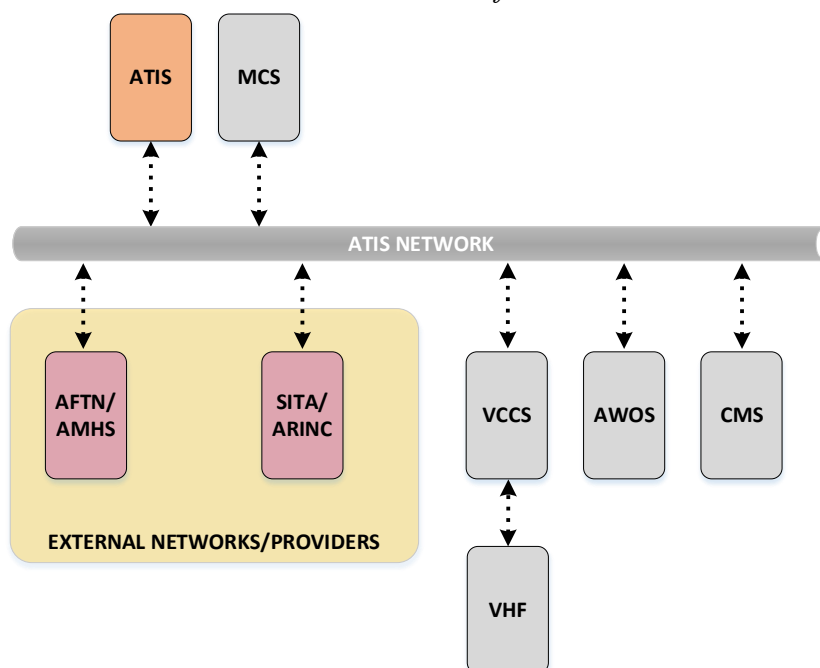 ATIS
MCS
ATIS NETWORK
AFTN/
AMHS
SITA/
ARINC
VCCS
AWOS
CMS
EXTERNAL NETWORKS/PROVIDERS
VHF